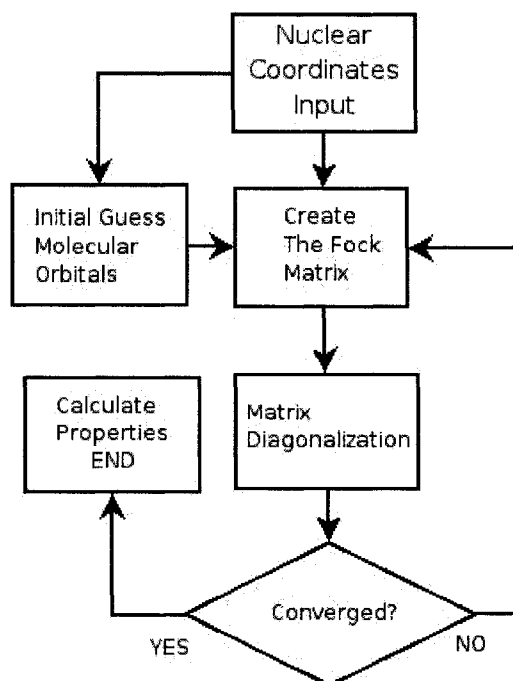 Nuclear
Coordinates
Input
Initial Guess
Molecular
Orbitals
Create
The Fock
Matrix
Calculate
Properties
END
Matrix
Diagonalization
Converged?
YES
NO